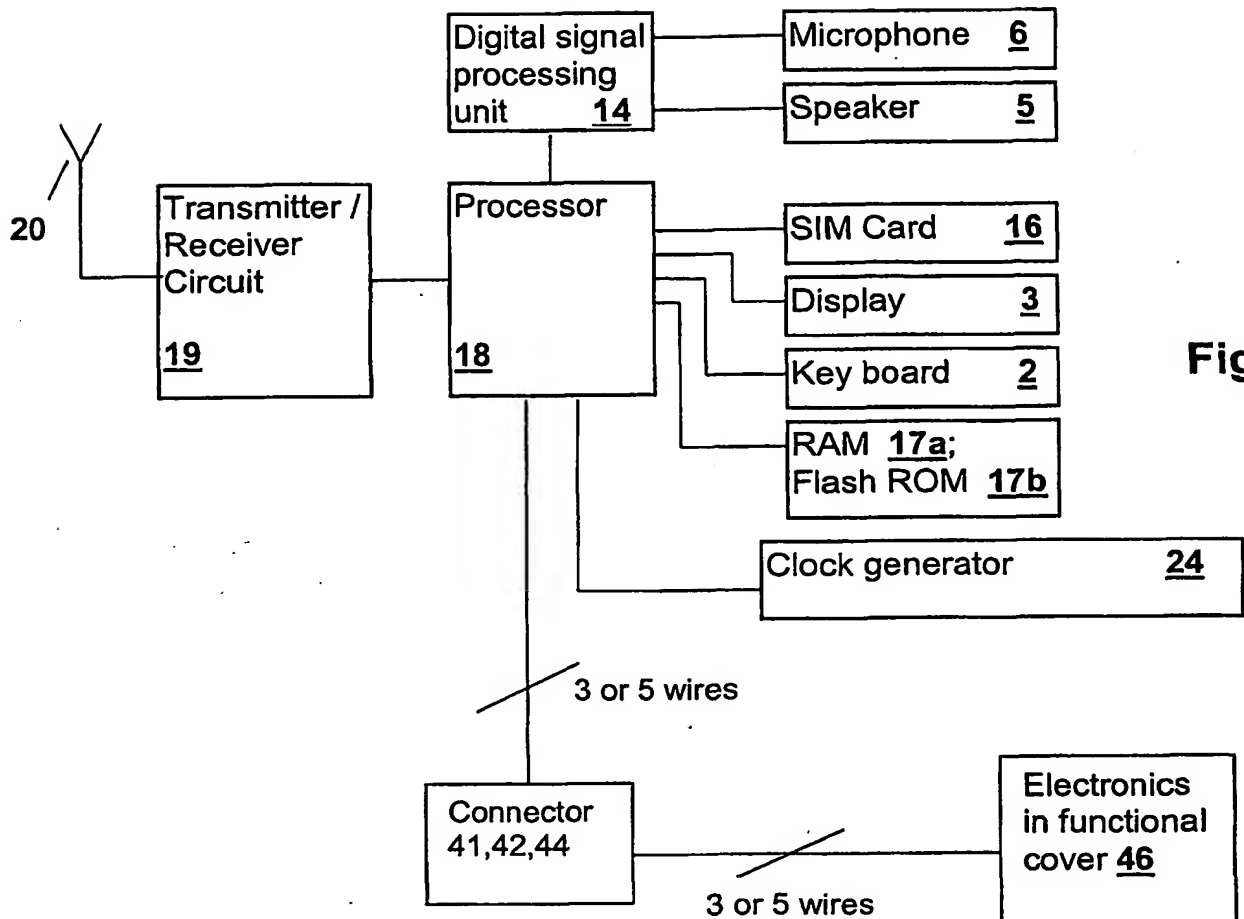 Digital signal
processing
unit 14
Microphone 6
Speaker 5
20
Transmitter /
Receiver
Circuit
19
Processor
18
SIM Card 16
Display 3
Key board 2
RAM 17a;
Flash ROM 17b
Fig
Clock generator 24
3 or 5 wires
Connector
41,42,44
3 or 5 wires
Electronics
in functional
cover 46